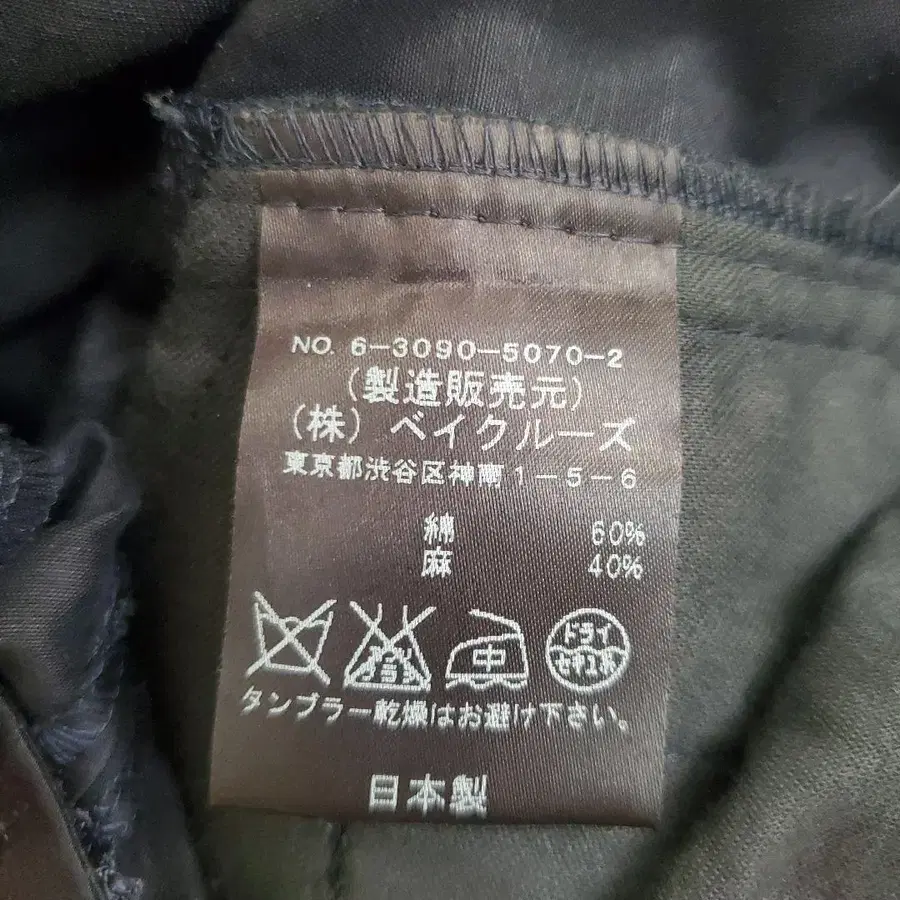 NO. 6-3090-5070-2
(製造販売元)
(株) ベイクルーズ
東京都渋谷区神南1-5-6
綿 60%
麻 40%
中 ドライ
セキユ系
タンブラー乾燥はお避け下さい。
日本製